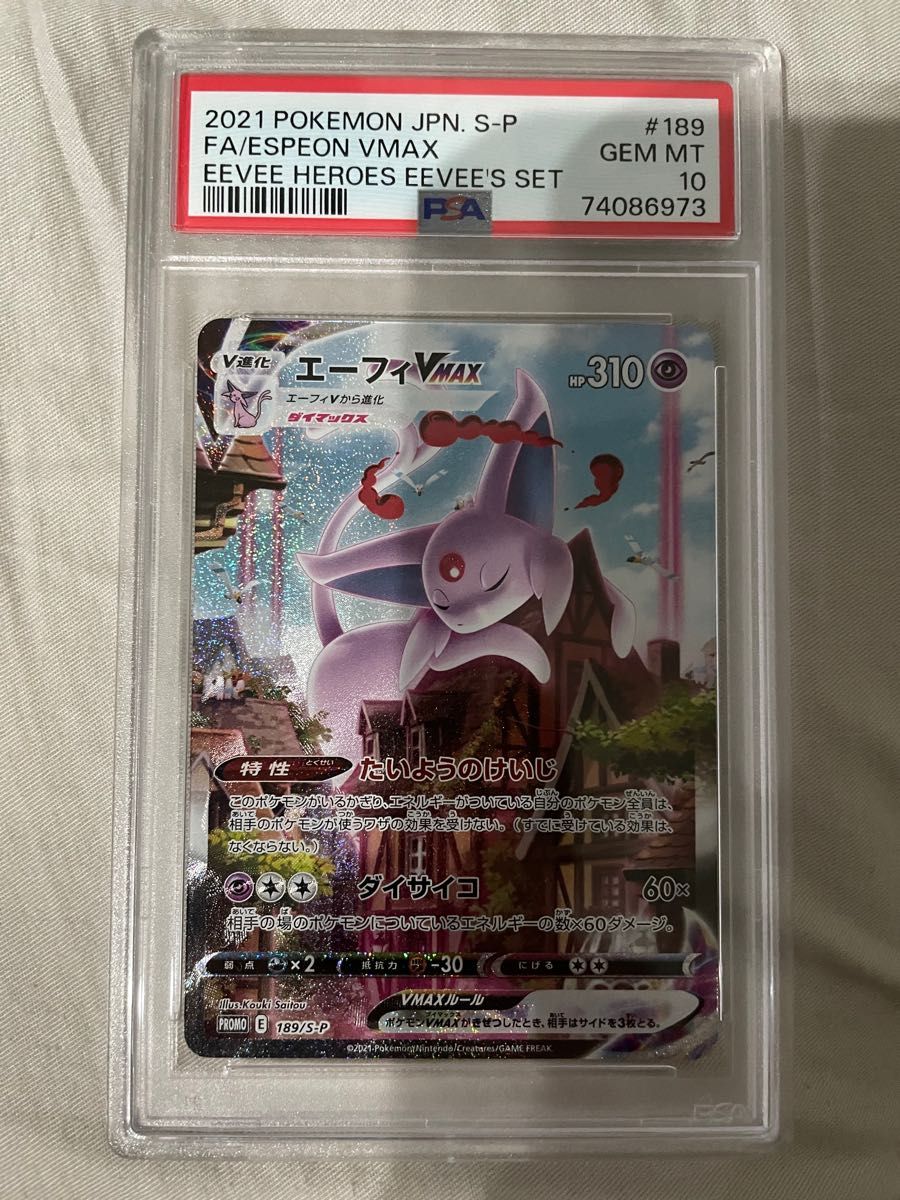 2021 POKEMON JPN. S-P #189
FA/ESPEON VMAX GEM MT
EEVEE HEROES EEVEE'S SET 10
PSA 74086973
V進化 エーフィVMAX HP310
エーフィVから進化
ダイマックス
特性 とくせい たいようのけいじ
このポケモンがいるかぎり、エネルギーがついている自分のポケモン全員は、
相手のポケモンが使うワザの効果を受けない。（すでに受けている効果は、
なくならない。）
ダイサイコ 60×
相手の場のポケモンについているエネルギーの数×60ダメージ。
弱点 ×2 抵抗力 -30 にげる
Illus.Kouki Saitou
VMAXルール
PROMO E 189/S-P
ポケモンVMAXがきぜつしたとき、相手はサイドを3枚とる。
©2021 Pokémon/Nintendo/Creatures/GAME FREAK.
PSA